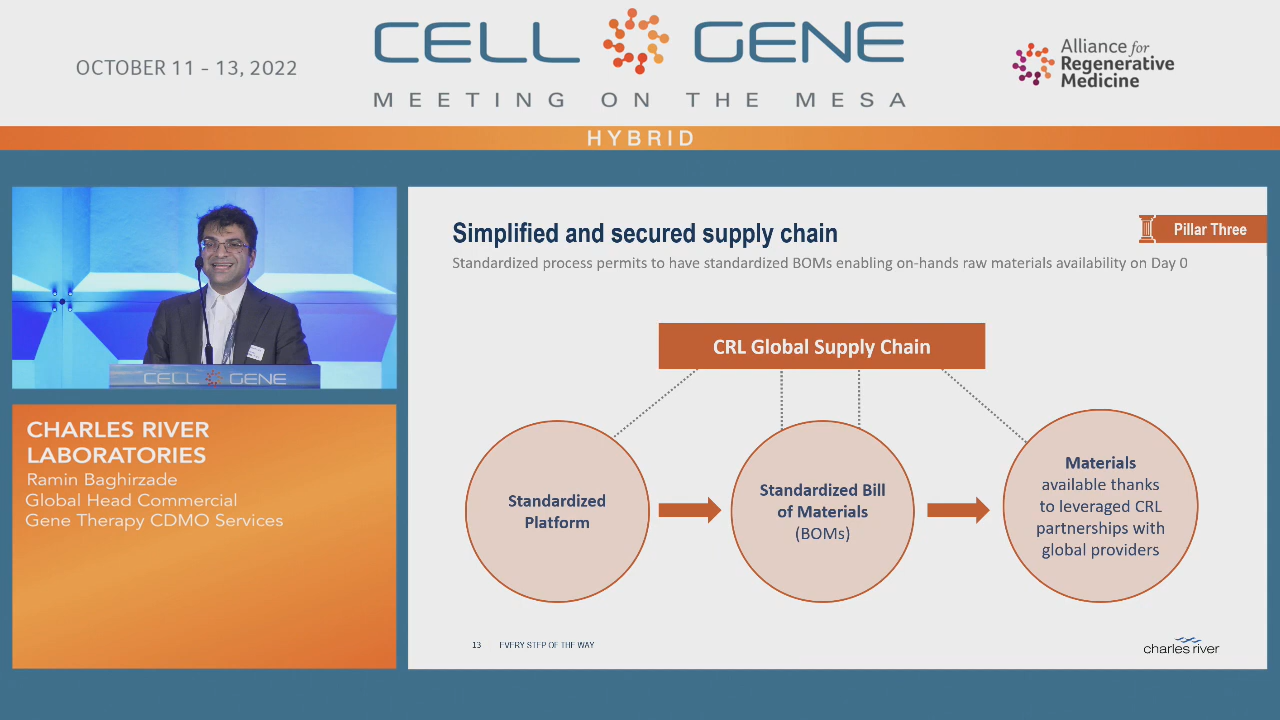 OCTOBER 11 - 13, 2022
CELL GENE
MEETING ON THE MESA
Alliance for
Regenerative
Medicine
HYBRID
CELL GENE
CHARLES RIVER
LABORATORIES
Ramin Baghirzade
Global Head Commercial
Gene Therapy CDMO Services
Simplified and secured supply chain
Pillar Three
Standardized process permits to have standardized BOMs enabling on-hands raw materials availability on Day 0
CRL Global Supply Chain
Standardized
Platform
Standardized Bill
of Materials
(BOMs)
Materials
available thanks
to leveraged CRL
partnerships with
global providers
13 EVERY STEP OF THE WAY
charles river